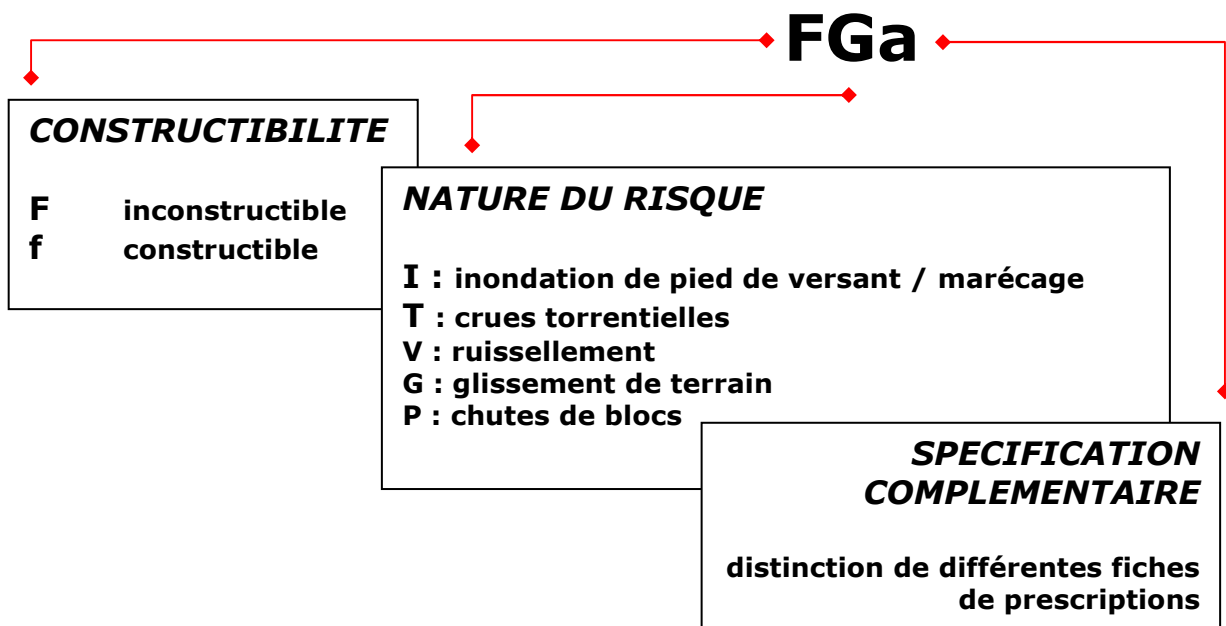 FGa
CONSTRUCTIBILITE
F inconstructible
f constructible
NATURE DU RISQUE
I : inondation de pied de versant / marécage
T : crues torrentielles
V : ruissellement
G : glissement de terrain
P : chutes de blocs
SPECIFICATION
COMPLEMENTAIRE
distinction de différentes fiches
de prescriptions